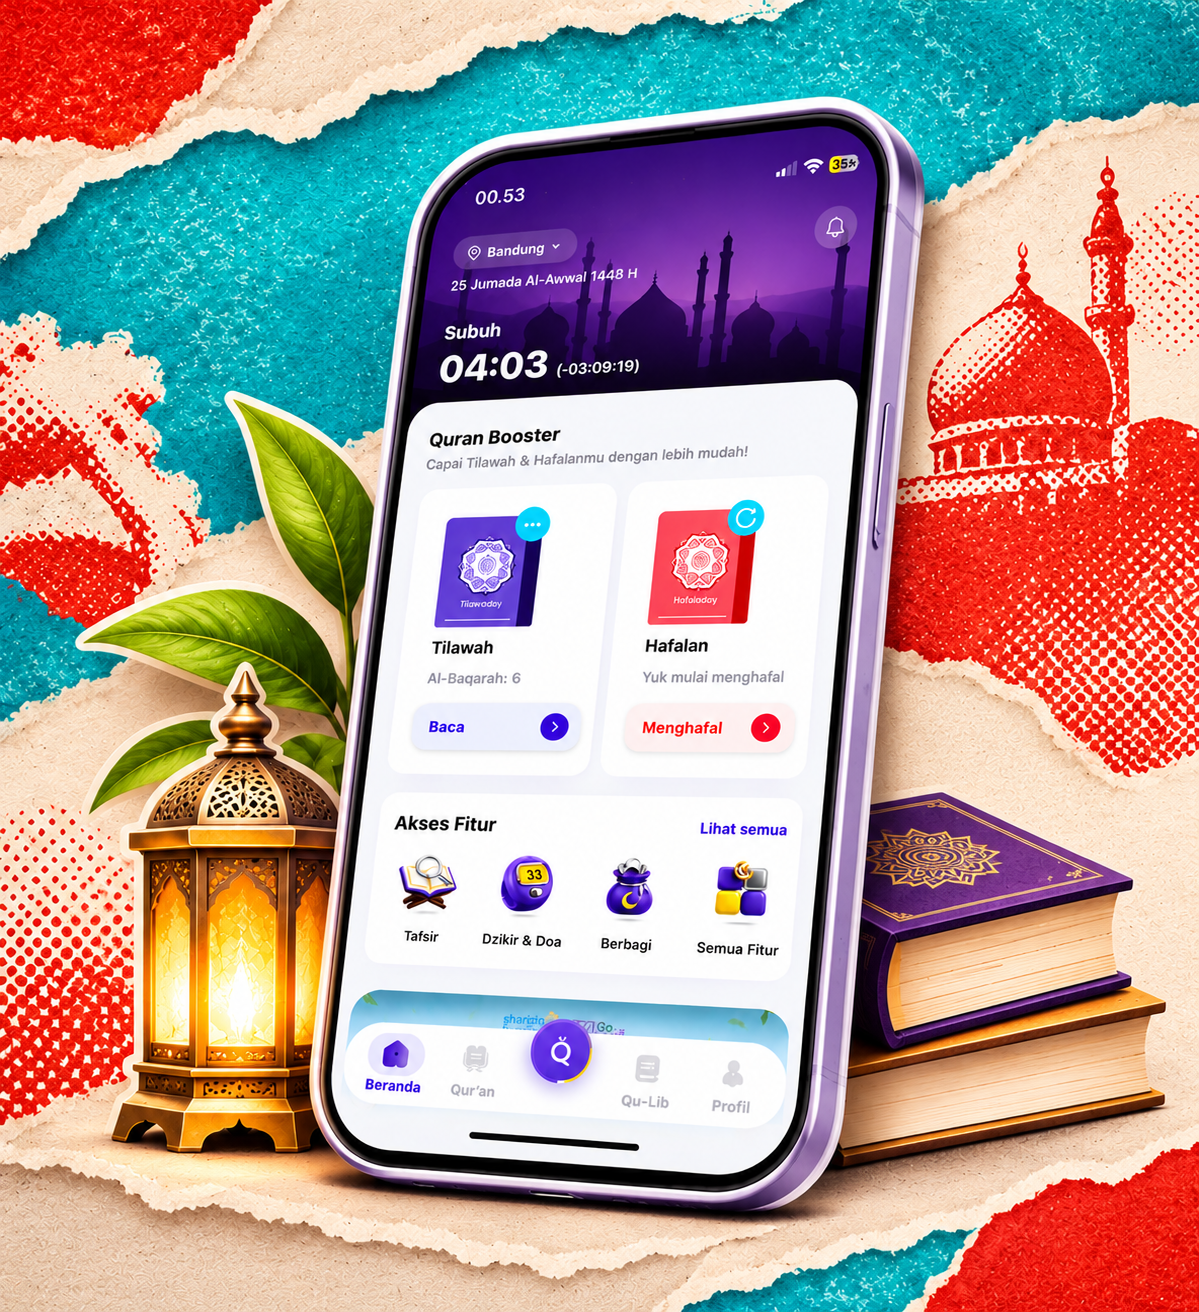 00.53
35
Bandung
25 Jumada Al-Awwal 1448 H
Subuh
04:03 (-03:09:19)
Quran Booster
Capai Tilawah & Hafalanmu dengan lebih mudah!
Tilawaday
Hafaladay
Tilawah
Hafalan
Al-Baqarah: 6
Yuk mulai menghafal
Baca
Menghafal
Akses Fitur
Lihat semua
33
Tafsir
Dzikir & Doa
Berbagi
Semua Fitur
Go
Q̌
Beranda
Qur'an
Qu-Lib
Profil